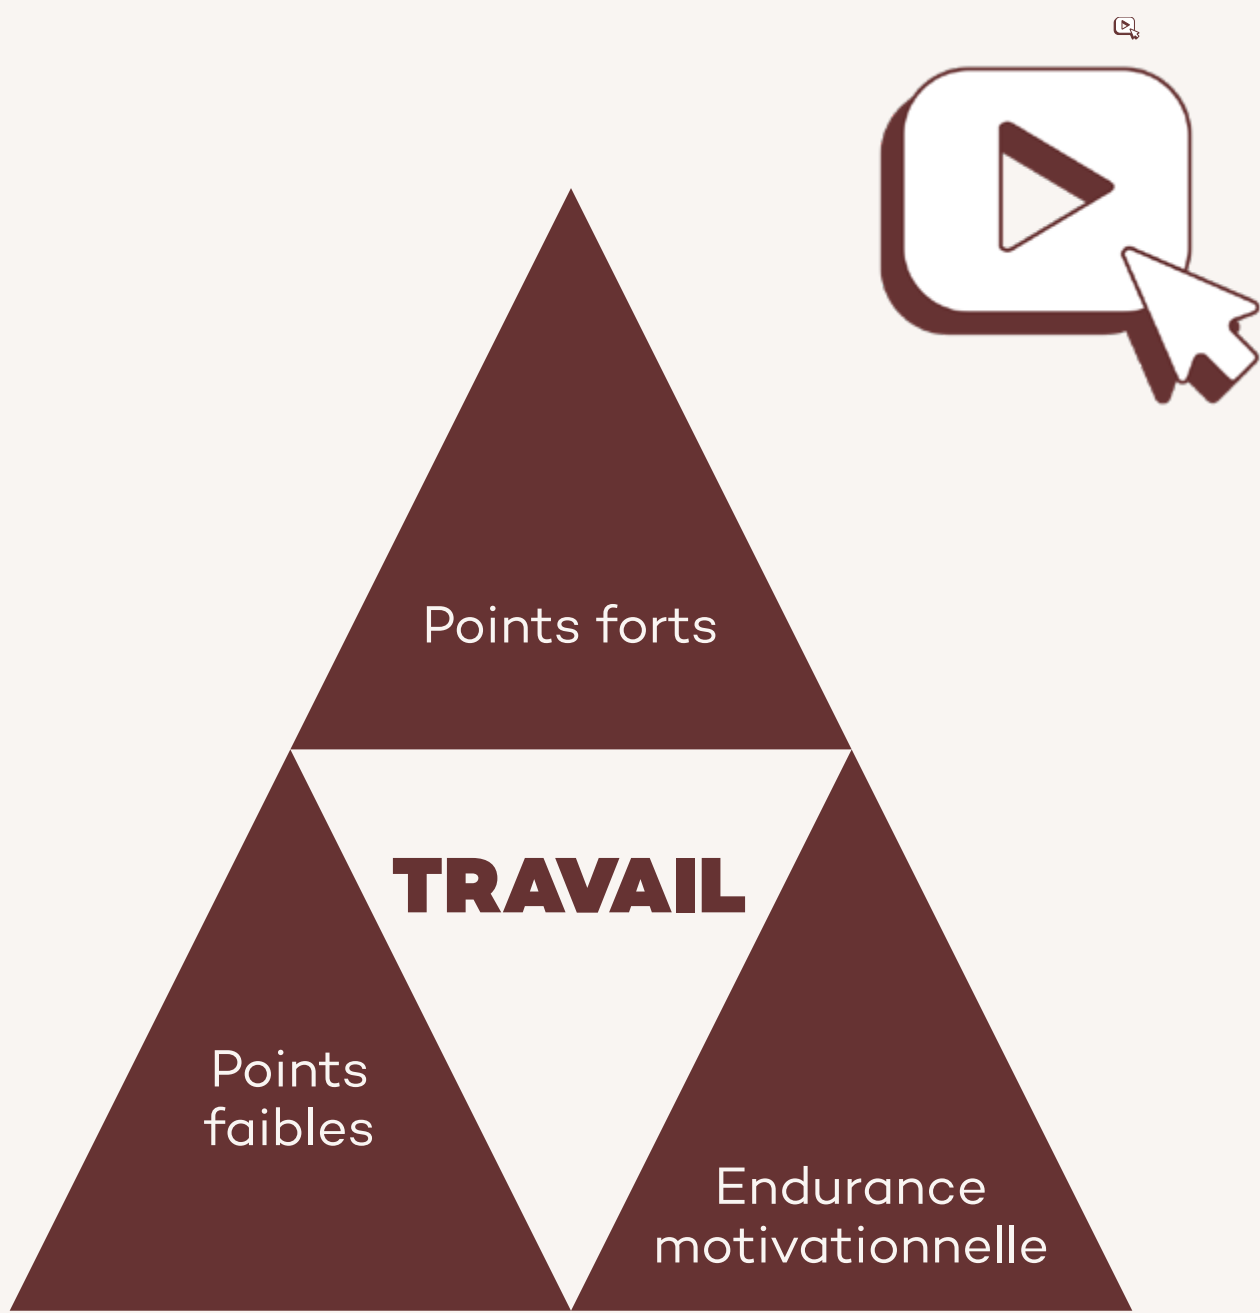 Points forts
TRAVAIL
Points
faibles
Endurance
motivationnelle